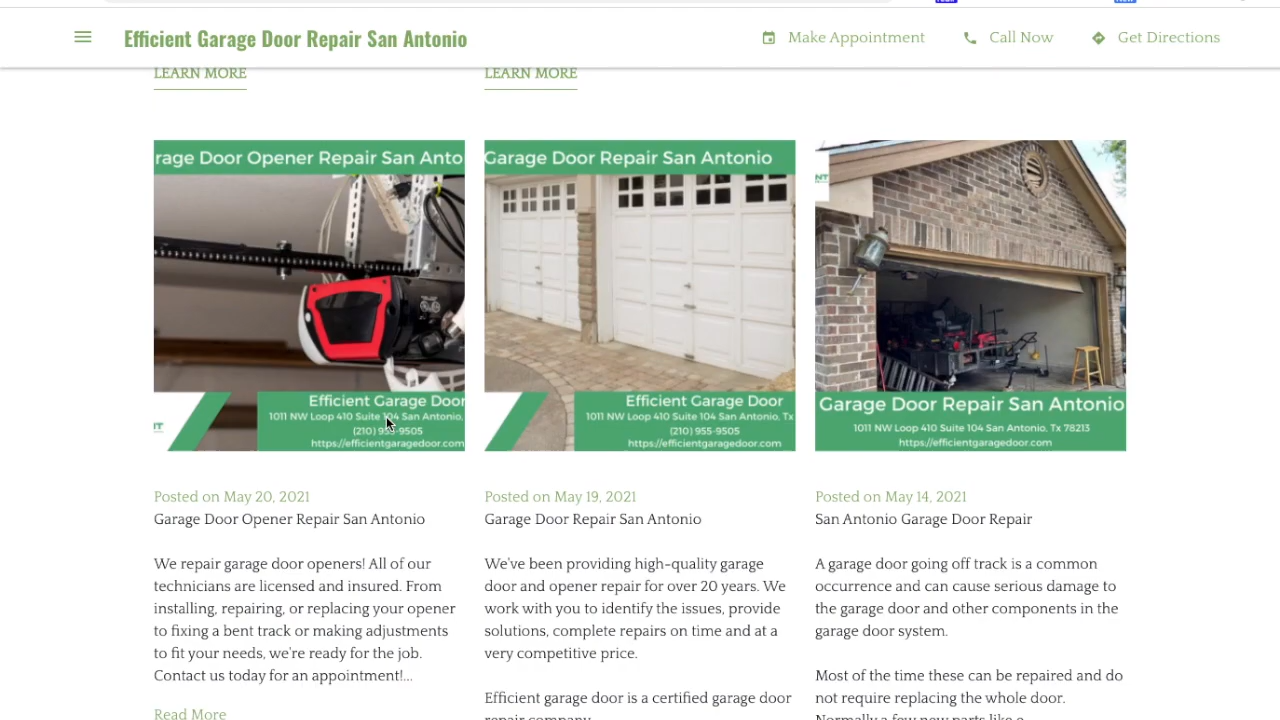 Efficient Garage Door Repair San Antonio
Make Appointment
Call Now
Get Directions
LEARN MORE
LEARN MORE
rage Door Opener Repair San Anto
Efficient Garage Door
1011 NW Loop 410 Suite 104 San Antonio,
(210) 955-9505
https://efficientgaragedoor.com
NT
Posted on May 20, 2021
Garage Door Opener Repair San Antonio
We repair garage door openers! All of our
technicians are licensed and insured. From
installing, repairing, or replacing your opener
to fixing a bent track or making adjustments
to fit your needs, we're ready for the job.
Contact us today for an appointment!...
Read More
Garage Door Repair San Antonio
Efficient Garage Door
1011 NW Loop 410 Suite 104 San Antonio, Tx
(210) 955-9505
https://efficientgaragedoor.com
Posted on May 19, 2021
Garage Door Repair San Antonio
We've been providing high-quality garage
door and opener repair for over 20 years. We
work with you to identify the issues, provide
solutions, complete repairs on time and at a
very competitive price.
Efficient garage door is a certified garage door
repair company
NT
Garage Door Repair San Antonio
1011 NW Loop 410 Suite 104 San Antonio, Tx 78213
https://efficientgaragedoor.com
Posted on May 14, 2021
San Antonio Garage Door Repair
A garage door going off track is a common
occurrence and can cause serious damage to
the garage door and other components in the
garage door system.
Most of the time these can be repaired and do
not require replacing the whole door.
Normally a few new parts like